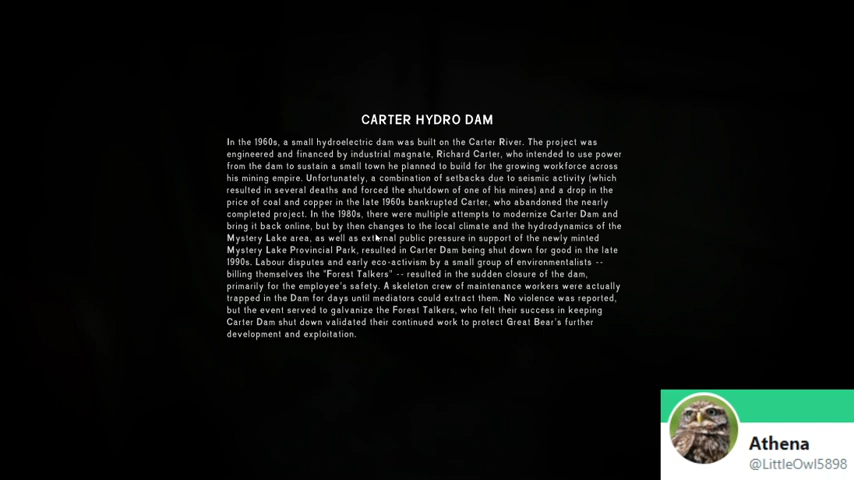 CARTER HYDRO DAM
In the 1960s, a small hydroelectric dam was built on the Carter River. The project was
engineered and financed by industrial magnate, Richard Carter, who intended to use power
from the dam to sustain a small town he planned to build for the growing workforce across
his mining empire. Unfortunately, a combination of setbacks due to seismic activity (which
resulted in several deaths and forced the shutdown of one of his mines) and a drop in the
price of coal and copper in the late 1960s bankrupted Carter, who abandoned the nearly
completed project. In the 1980s, there were multiple attempts to modernize Carter Dam and
bring it back online, but by then changes to the local climate and the hydrodynamics of the
Mystery Lake area, as well as external public pressure in support of the newly minted
Mystery Lake Provincial Park, resulted in Carter Dam being shut down for good in the late
1990s. Labour disputes and early eco-activism by a small group of environmentalists --
billing themselves the "Forest Talkers" -- resulted in the sudden closure of the dam,
primarily for the employee's safety. A skeleton crew of maintenance workers were actually
trapped in the Dam for days until mediators could extract them. No violence was reported,
but the event served to galvanize the Forest Talkers, who felt their success in keeping
Carter Dam shut down validated their continued work to protect Great Bear's further
development and exploitation.
Athena
@LittleOwl5898